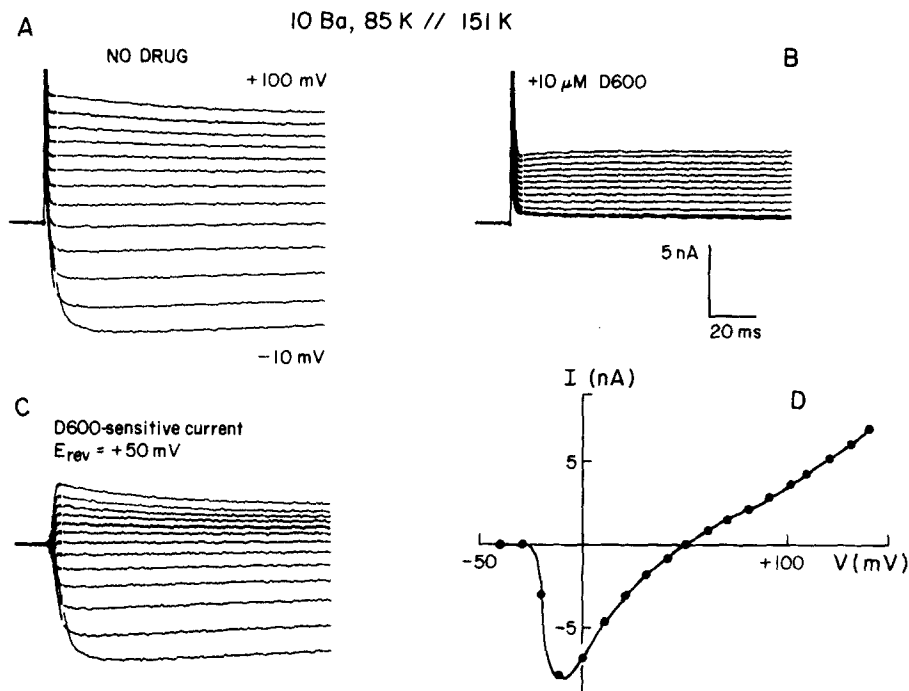 10 Ba, 85 K // 151 K
A
NO DRUG
+100 mV
-10 mV
B
+10 µM D600
5 nA
20 ms
C
D600-sensitive current
Erev = +50 mV
D
I (nA)
5
-50
+100
V (mV)
-5